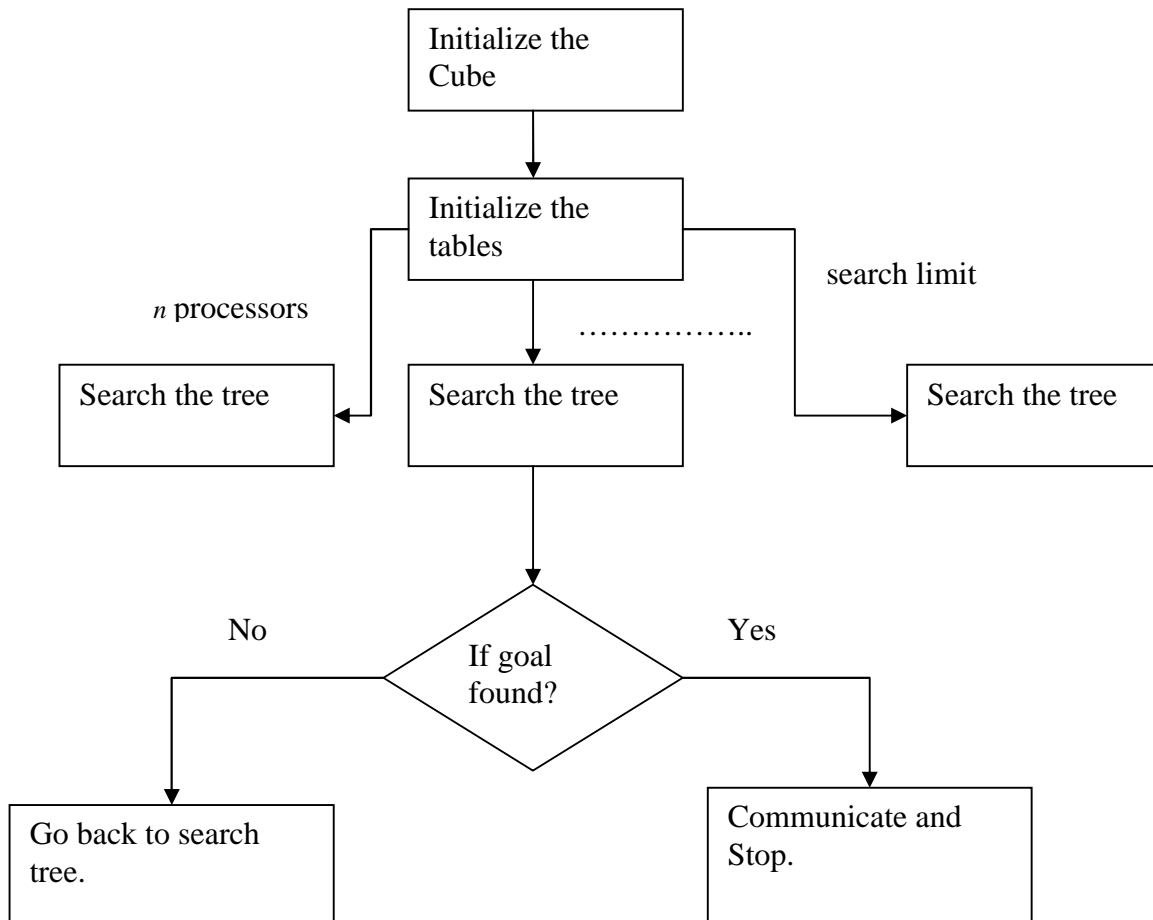 Initialize the
Cube
Initialize the
tables
search limit
n processors
……………..
Search the tree
Search the tree
Search the tree
No
Yes
If goal
found?
Go back to search
tree.
Communicate and
Stop.